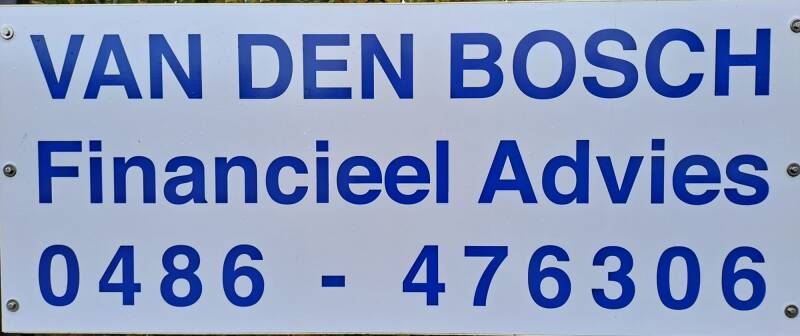 VAN DEN BOSCH
Financieel Advies
0486 - 476306